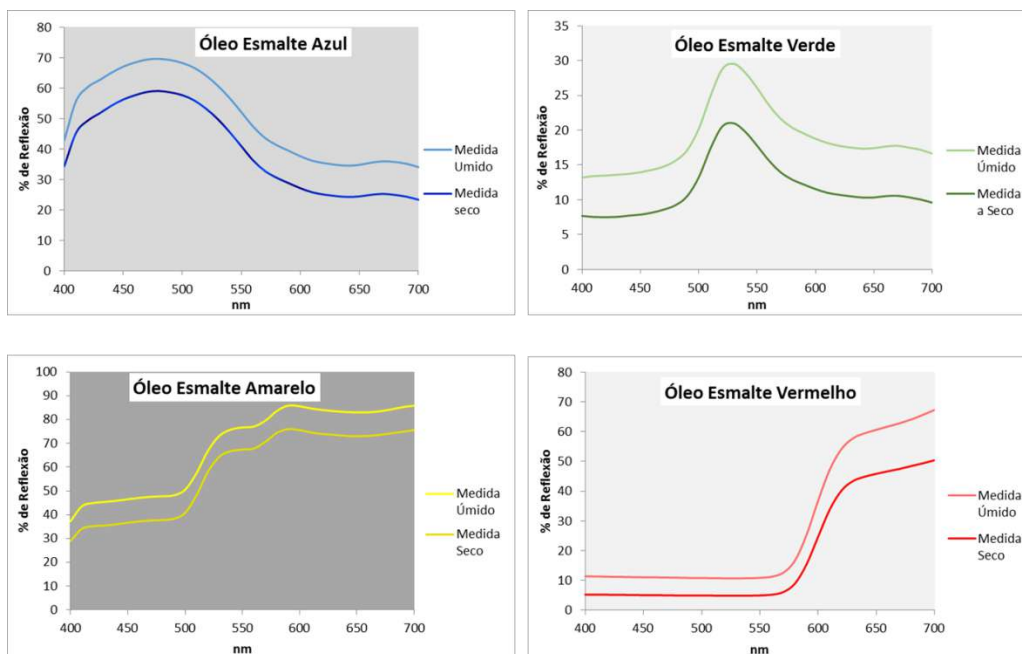 Óleo Esmalte Azul
% de Reflexão
80
70
60
50
40
30
20
10
0
400 450 500 550 600 650 700
nm
Medida
Umido
Medida
seco
Óleo Esmalte Verde
% de Reflexão
35
30
25
20
15
10
5
0
400 450 500 550 600 650 700
nm
Medida
Úmido
Medida
a Seco
Óleo Esmalte Amarelo
% de Reflexão
100
90
80
70
60
50
40
30
20
10
0
400 450 500 550 600 650 700
nm
Medida
Úmido
Medida
Seco
Óleo Esmalte Vermelho
% de Reflexão
80
70
60
50
40
30
20
10
0
400 450 500 550 600 650 700
nm
Medida
Úmido
Medida
Seco